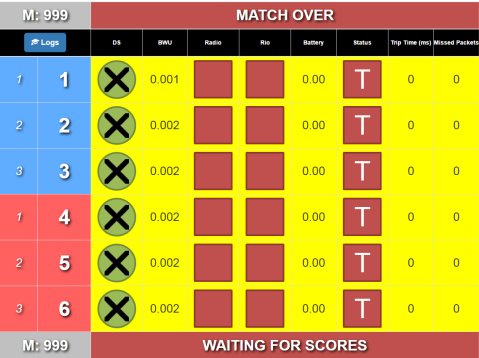 M: 999 MATCH OVER
Logs DS BWU Radio Rio Battery Status Trip Time (ms) Missed Packets
1 1 X 0.001 0.00 T 0 0
2 2 X 0.002 0.00 T 0 0
3 3 X 0.002 0.00 T 0 0
1 4 X 0.002 0.00 T 0 0
2 5 X 0.002 0.00 T 0 0
3 6 X 0.002 0.00 T 0 0
M: 999 WAITING FOR SCORES